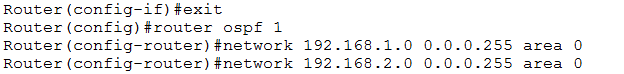 Router(config-if)#exit
Router(config)#router ospf 1
Router(config-router)#network 192.168.1.0 0.0.0.255 area 0
Router(config-router)#network 192.168.2.0 0.0.0.255 area 0